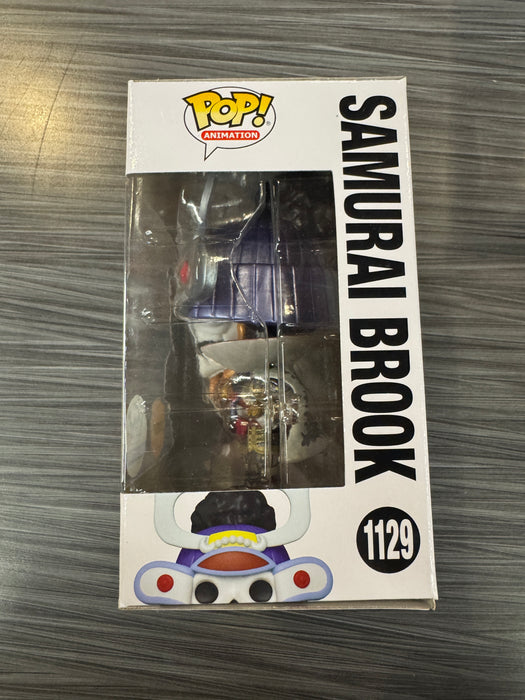 POP!
ANIMATION
SAMURAI BROOK
1129